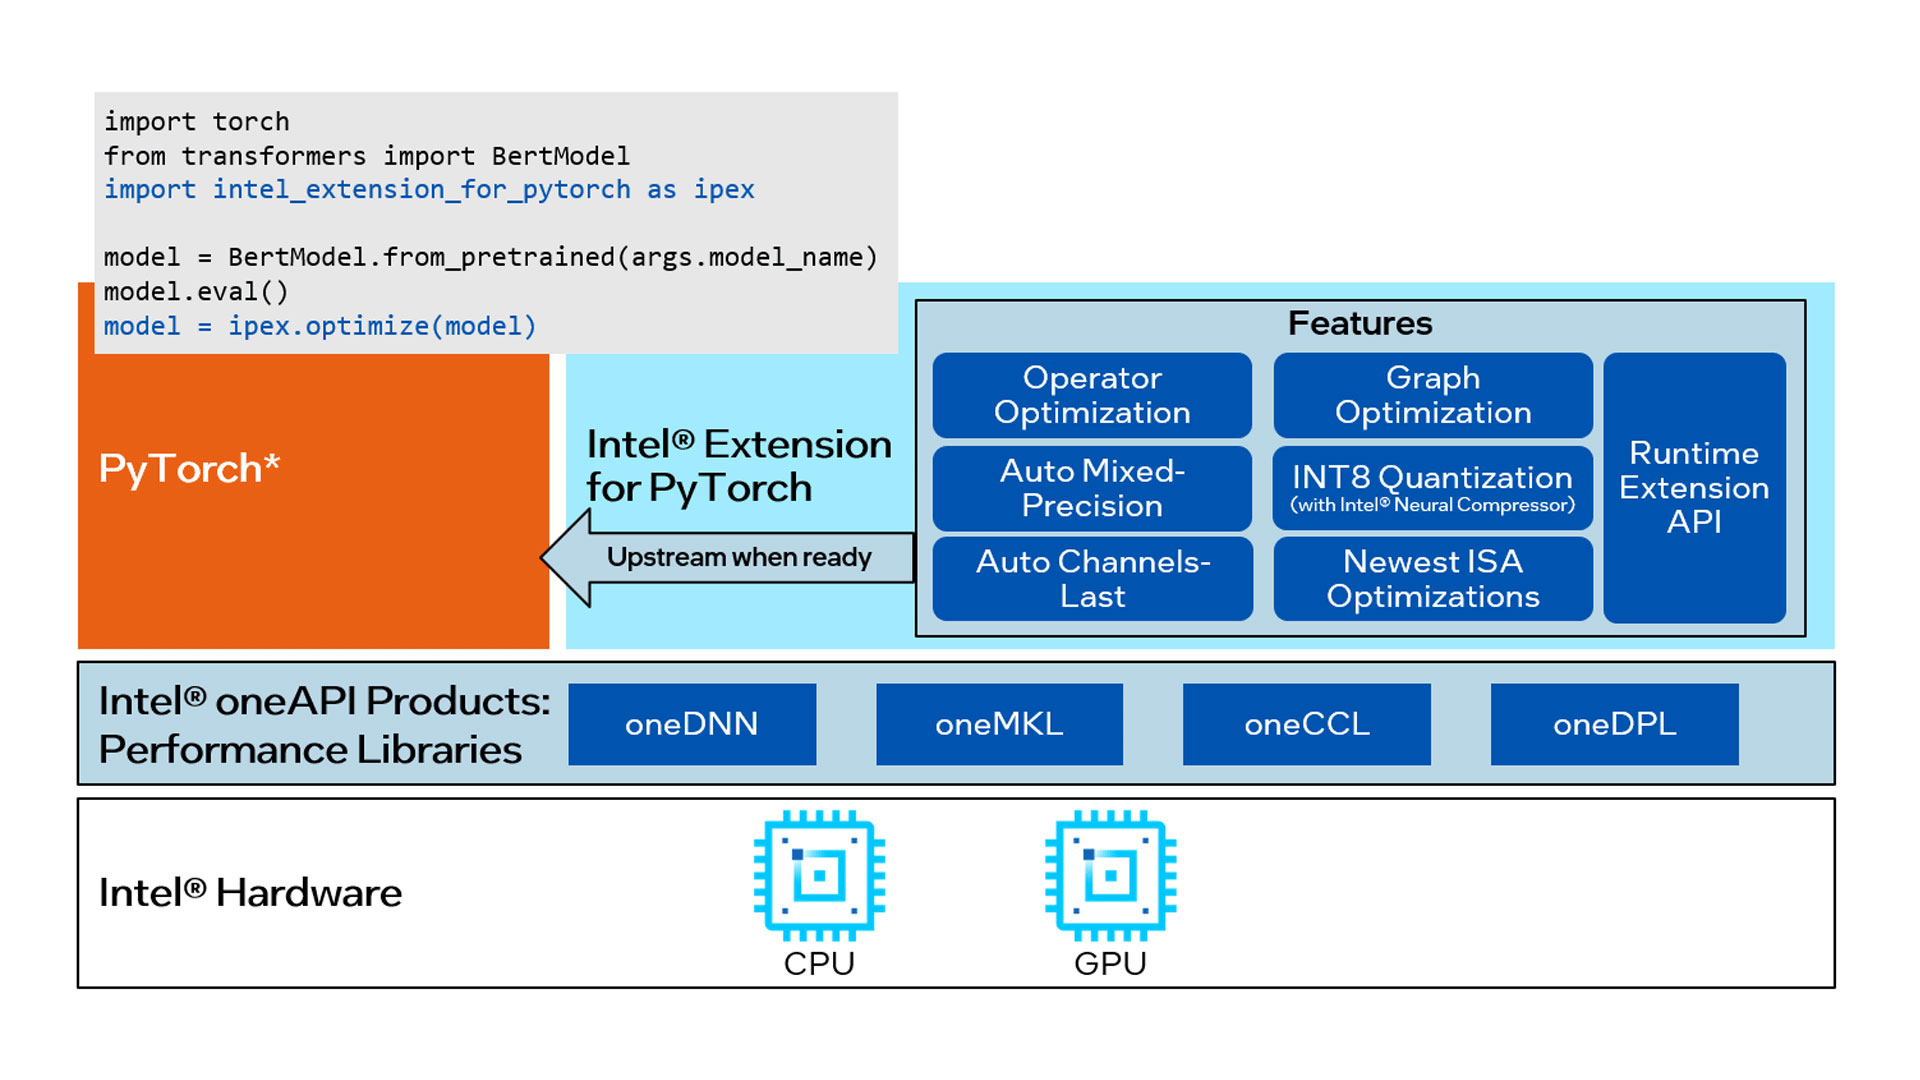 import torch
from transformers import BertModel
import intel_extension_for_pytorch as ipex
model = BertModel.from_pretrained(args.model_name)
model.eval()
model = ipex.optimize(model)
PyTorch*
Intel® Extension
for PyTorch
Upstream when ready
Features
Operator
Optimization
Graph
Optimization
Auto Mixed-
Precision
INT8 Quantization
(with Intel® Neural Compressor)
Auto Channels-
Last
Newest ISA
Optimizations
Runtime
Extension
API
Intel® oneAPI Products:
Performance Libraries
oneDNN
oneMKL
oneCCL
oneDPL
Intel® Hardware
CPU
GPU